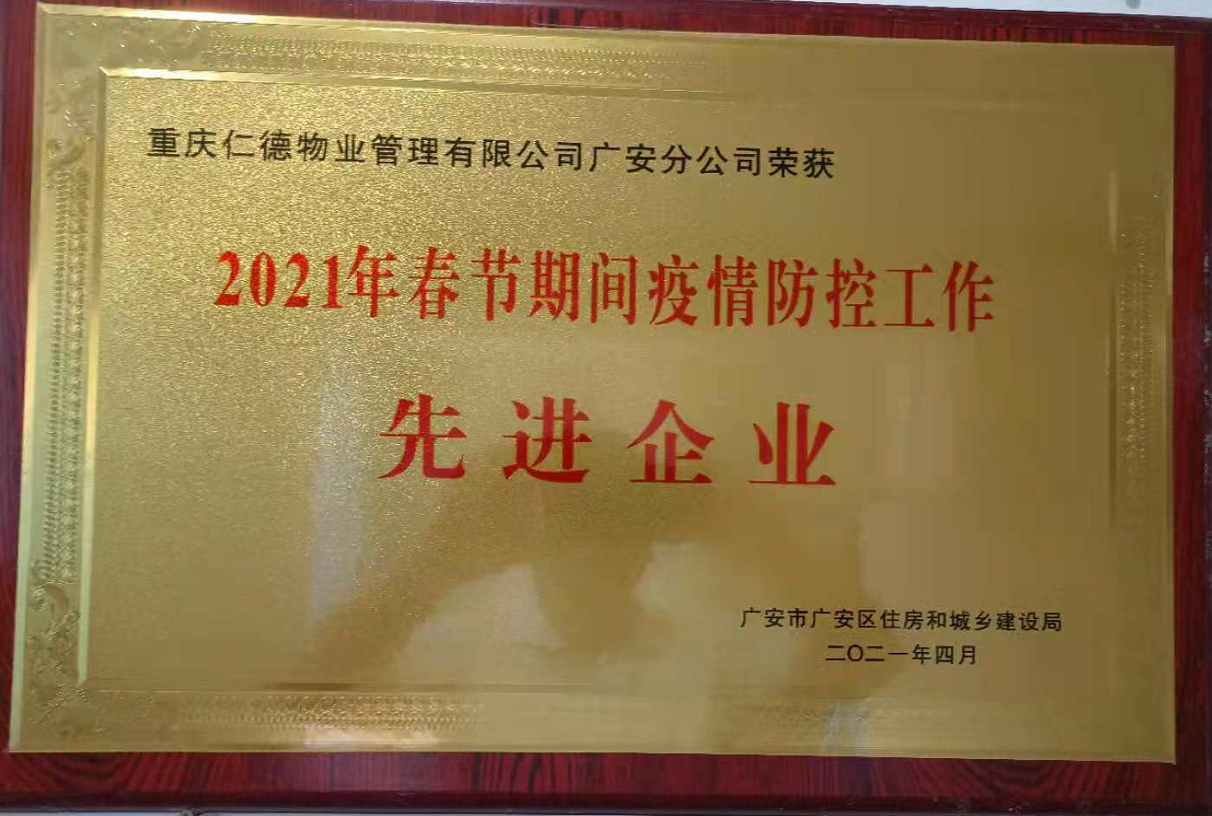 重庆仁德物业管理有限公司广安分公司荣获
2021年春节期间疫情防控工作
先进企业
广安市广安区住房和城乡建设局
二〇二一年四月